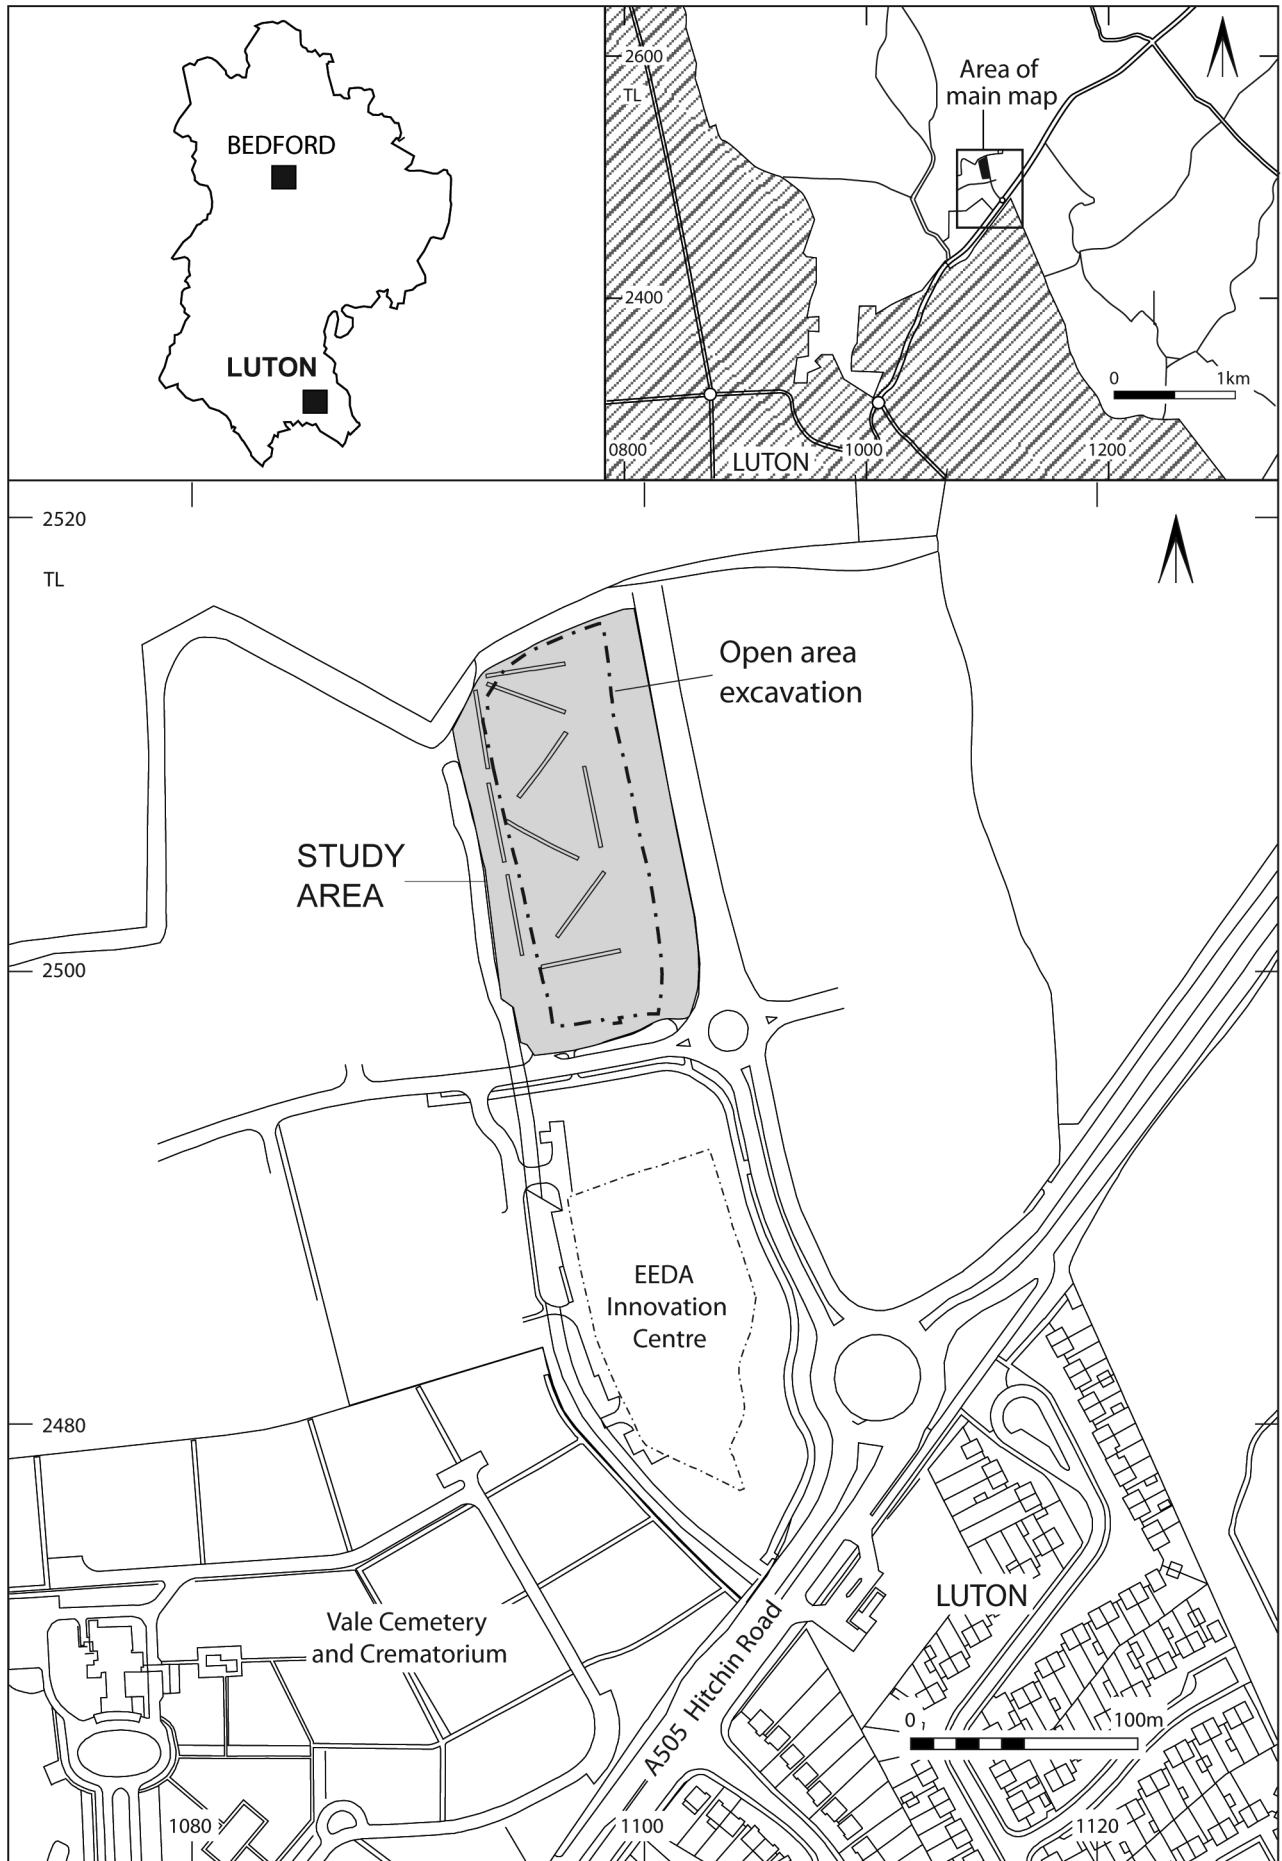 BEDFORD
LUTON
2600
TL
Area of
main map
2400
0 1km
0800
LUTON
1000
1200
2520
TL
Open area
excavation
STUDY
AREA
2500
EEDA
Innovation
Centre
2480
Vale Cemetery
and Crematorium
LUTON
A505 Hitchin Road
0 100m
1080
1100
1120